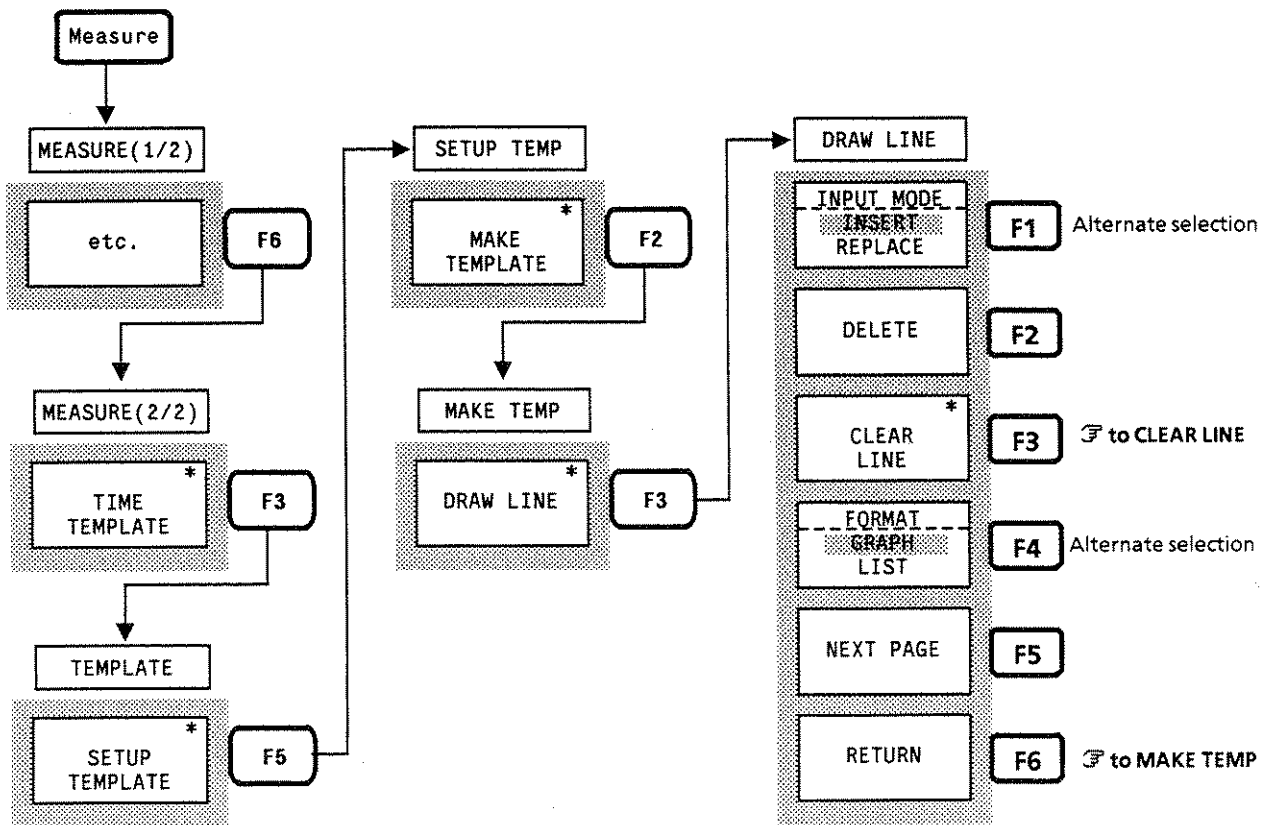 Measure
MEASURE(1/2)
etc.
F6
MEASURE(2/2)
*
TIME
TEMPLATE
F3
TEMPLATE
*
SETUP
TEMPLATE
F5
SETUP TEMP
*
MAKE
TEMPLATE
F2
MAKE TEMP
*
DRAW LINE
F3
DRAW LINE
INPUT MODE
INSERT
REPLACE
F1 Alternate selection
DELETE
F2
*
CLEAR
LINE
F3 ☞ to CLEAR LINE
FORMAT
GRAPH
LIST
F4 Alternate selection
NEXT PAGE
F5
RETURN
F6 ☞ to MAKE TEMP